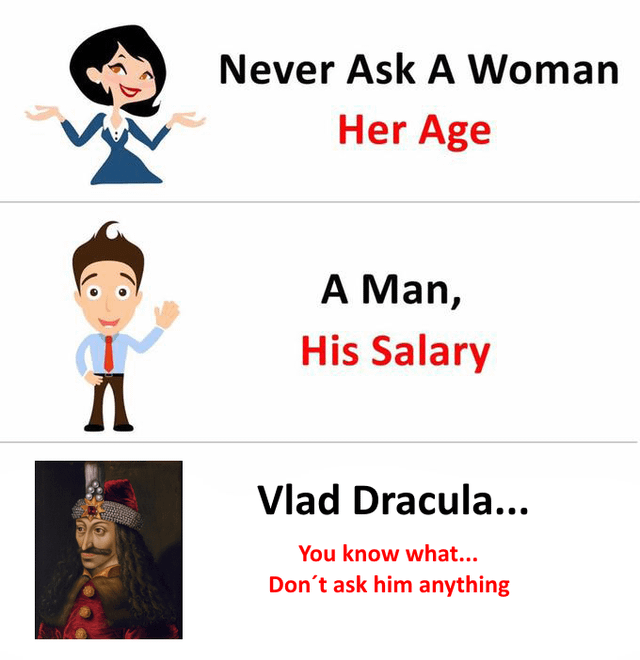 Never Ask A Woman
Her Age
A Man,
His Salary
Vlad Dracula...
You know what...
Don´t ask him anything